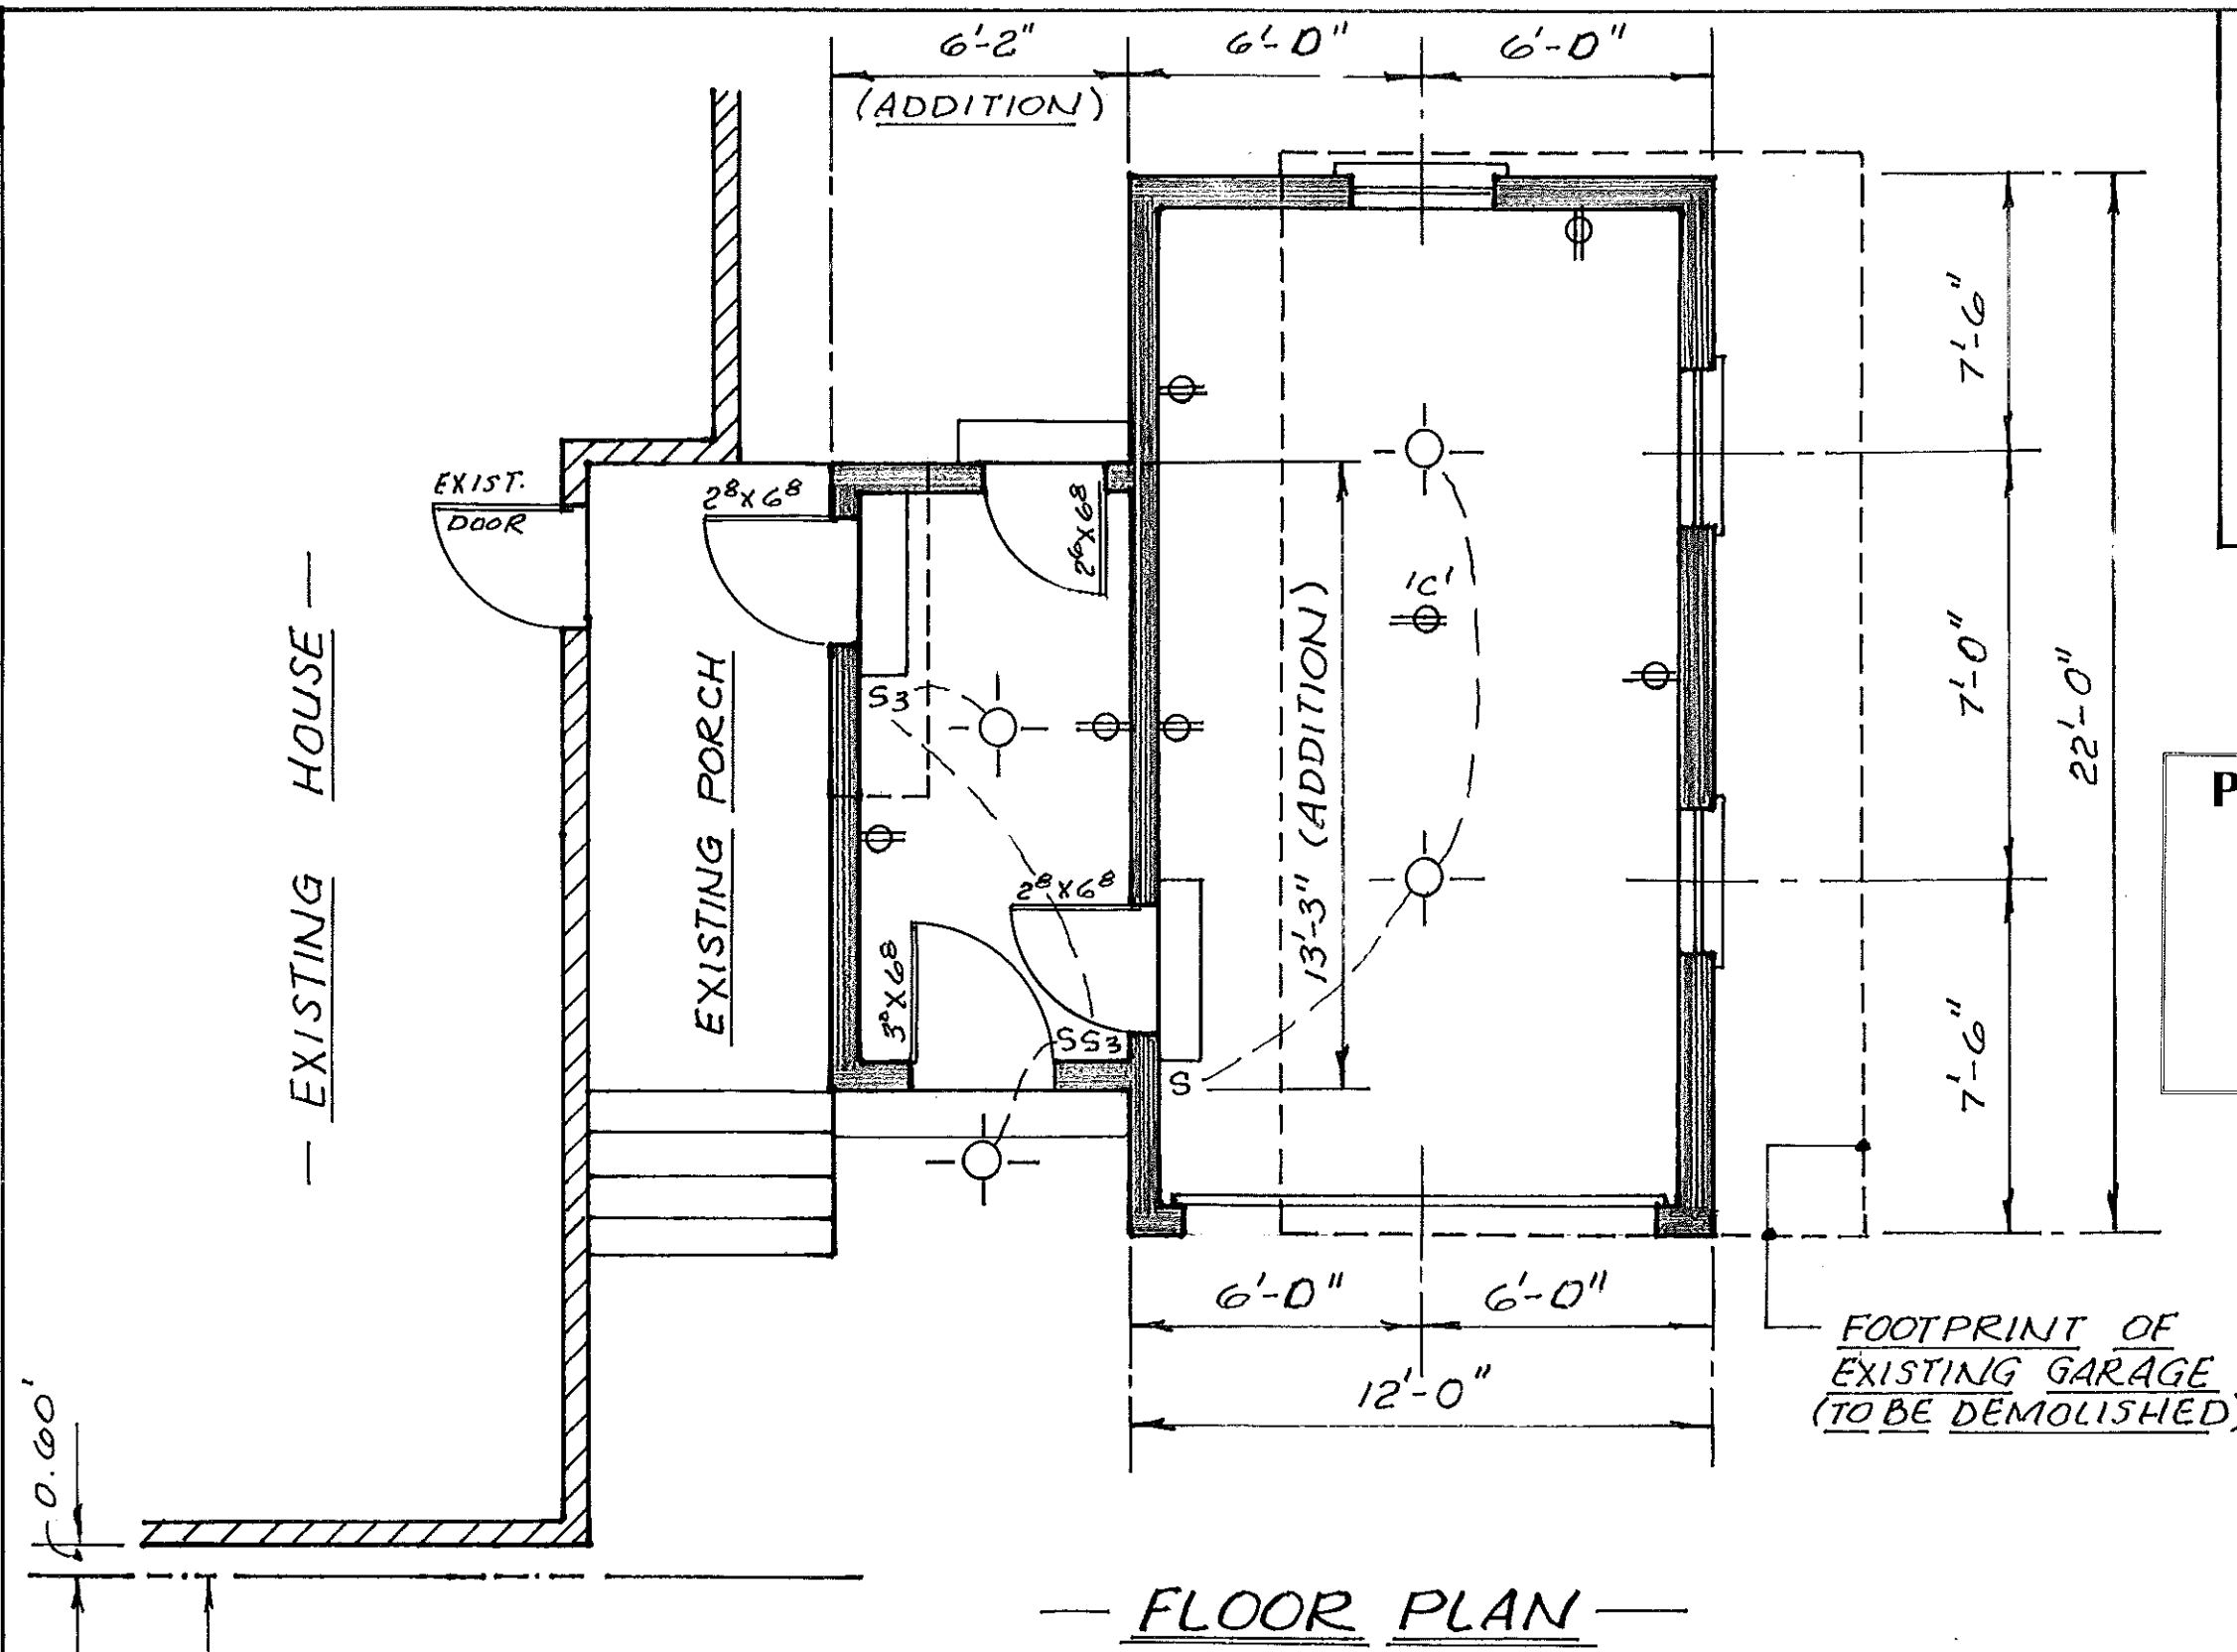 6'-2"
6'-0"
6'-0"
(ADDITION)
EXIST.
DOOR
2⁸X6⁸
2⁶X6⁸
7'-6"
'C'
— EXISTING HOUSE —
EXISTING PORCH
13'-3" (ADDITION)
7'-0"
22'-0"
P
S3
2⁸X6⁸
3⁰X6⁸
SS3
S
7'-6"
6'-0"
6'-0"
12'-0"
FOOTPRINT OF
EXISTING GARAGE
(TO BE DEMOLISHED)
0.60'
— FLOOR PLAN —